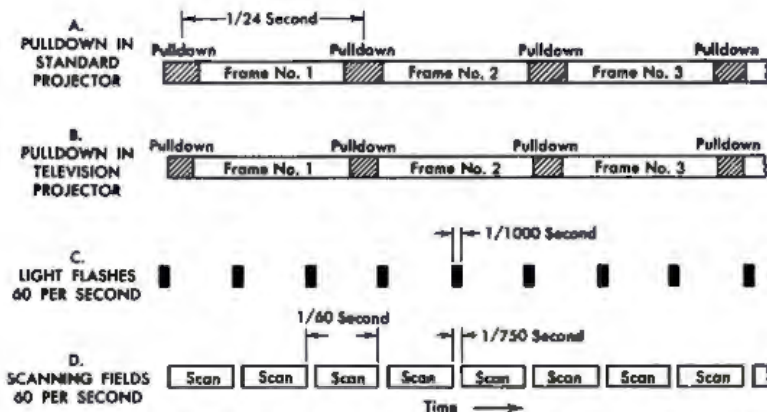 A.
PULLDOWN IN
STANDARD
PROJECTOR
1/24 Second
Pulldown Pulldown Pulldown Pulldown
Frame No. 1 Frame No. 2 Frame No. 3
B.
PULLDOWN IN
TELEVISION
PROJECTOR
Pulldown Pulldown Pulldown Pulldown
Frame No. 1 Frame No. 2 Frame No. 3
C.
LIGHT FLASHES
60 PER SECOND
1/1000 Second
D.
SCANNING FIELDS
60 PER SECOND
1/60 Second 1/750 Second
Scan Scan Scan Scan Scan Scan Scan Scan
Time